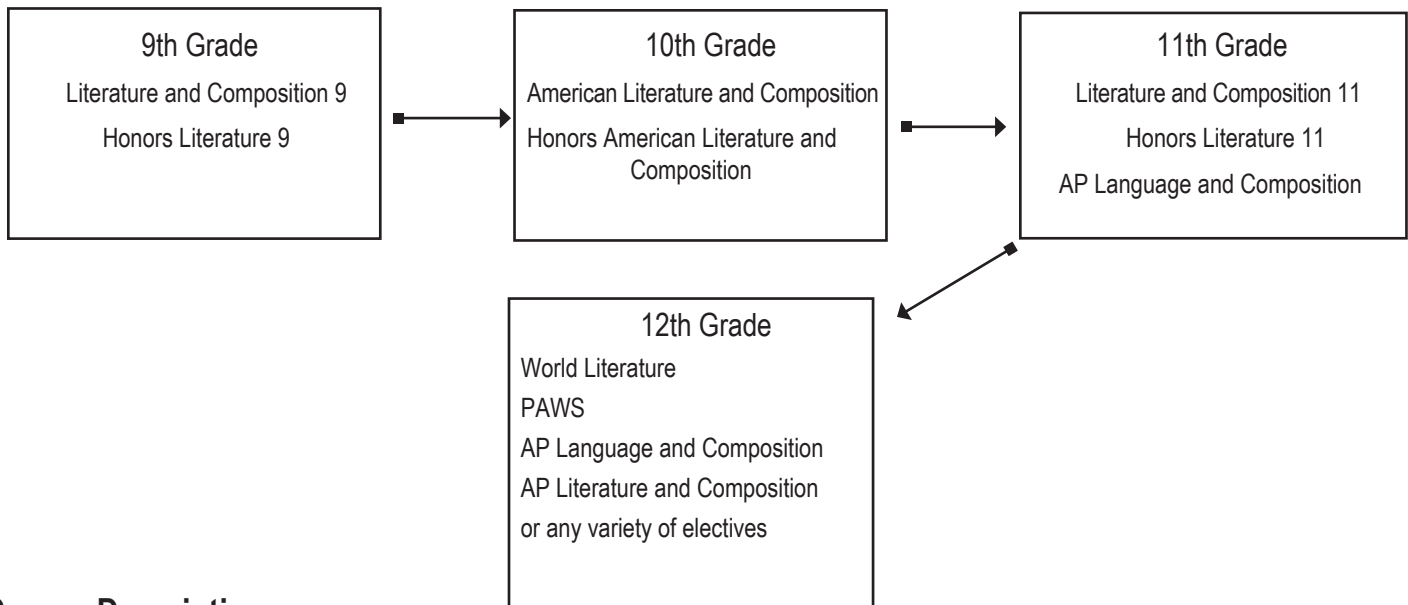 9th Grade
Literature and Composition 9
Honors Literature 9
10th Grade
American Literature and Composition
Honors American Literature and
Composition
11th Grade
Literature and Composition 11
Honors Literature 11
AP Language and Composition
12th Grade
World Literature
PAWS
AP Language and Composition
AP Literature and Composition
or any variety of electives